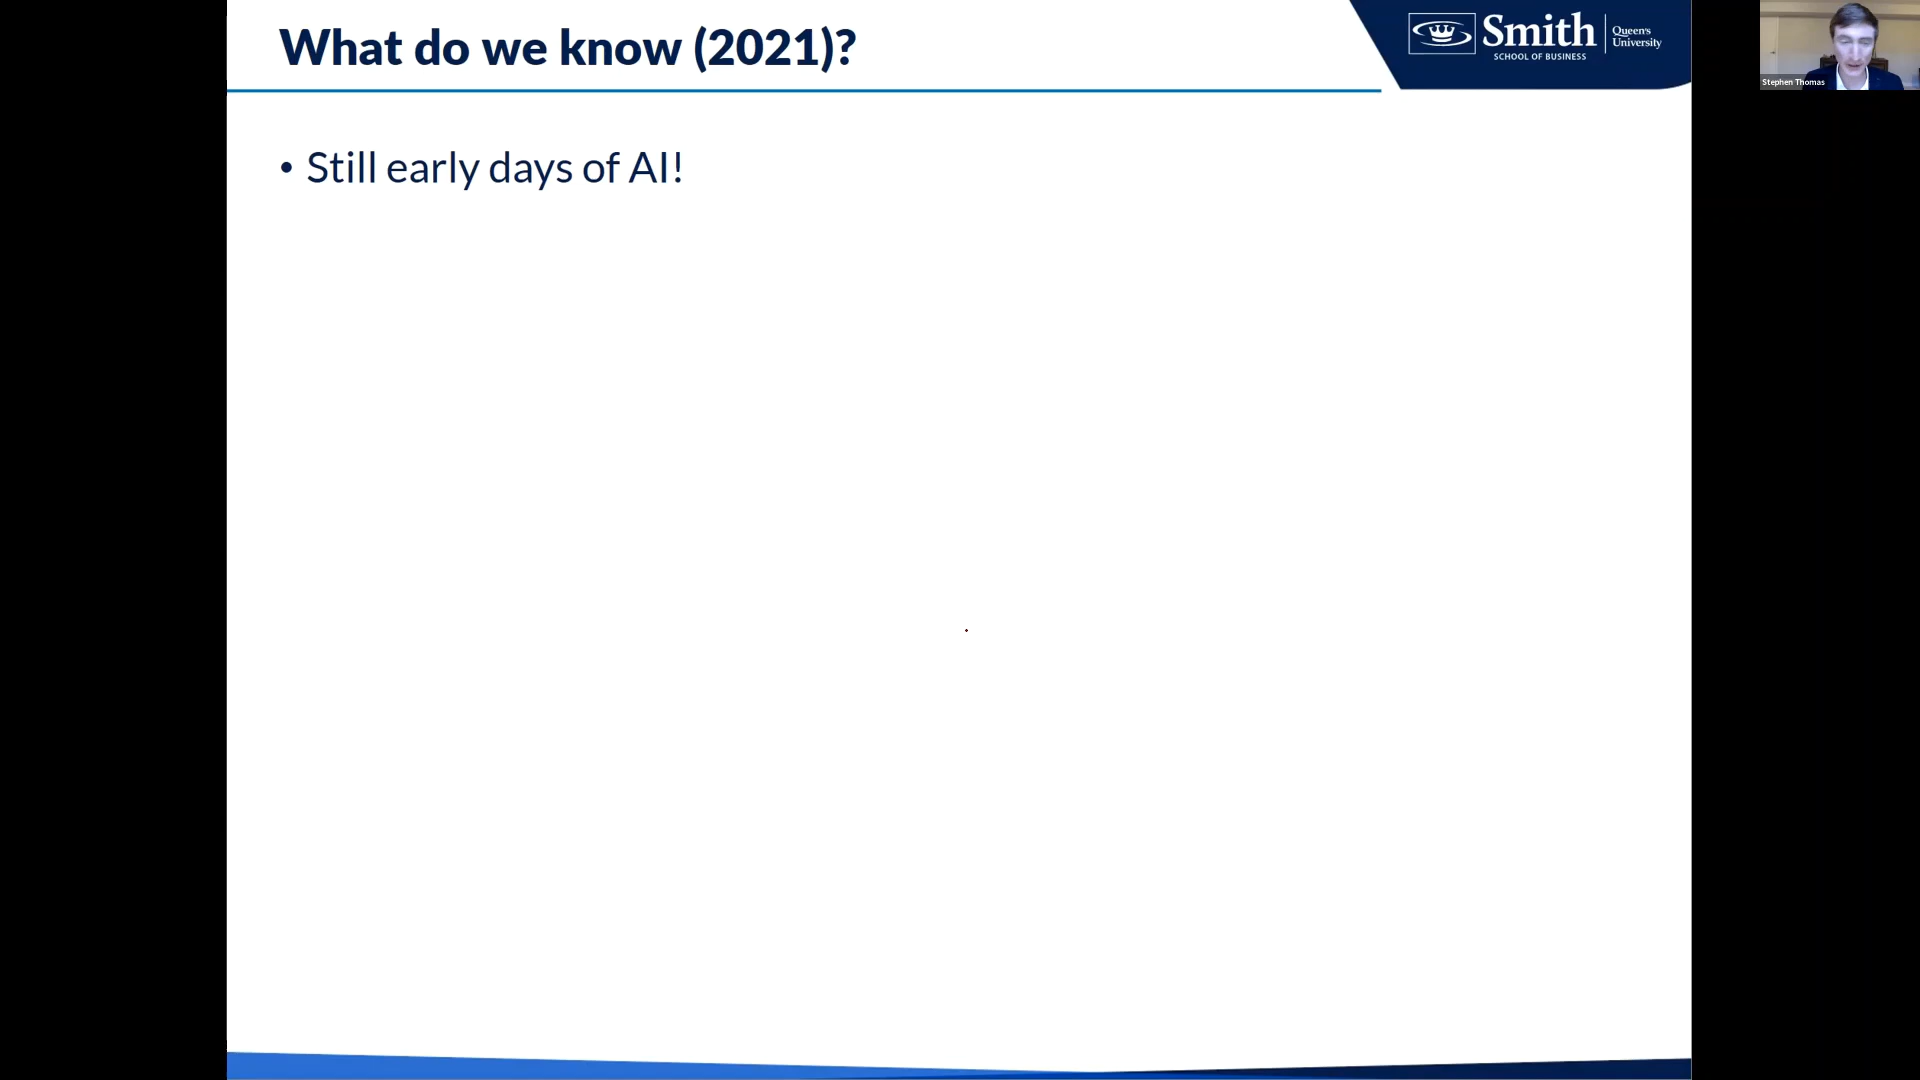 What do we know (2021)?
Smith
SCHOOL OF BUSINESS
Queen's
University
Stephen Thomas
• Still early days of AI!